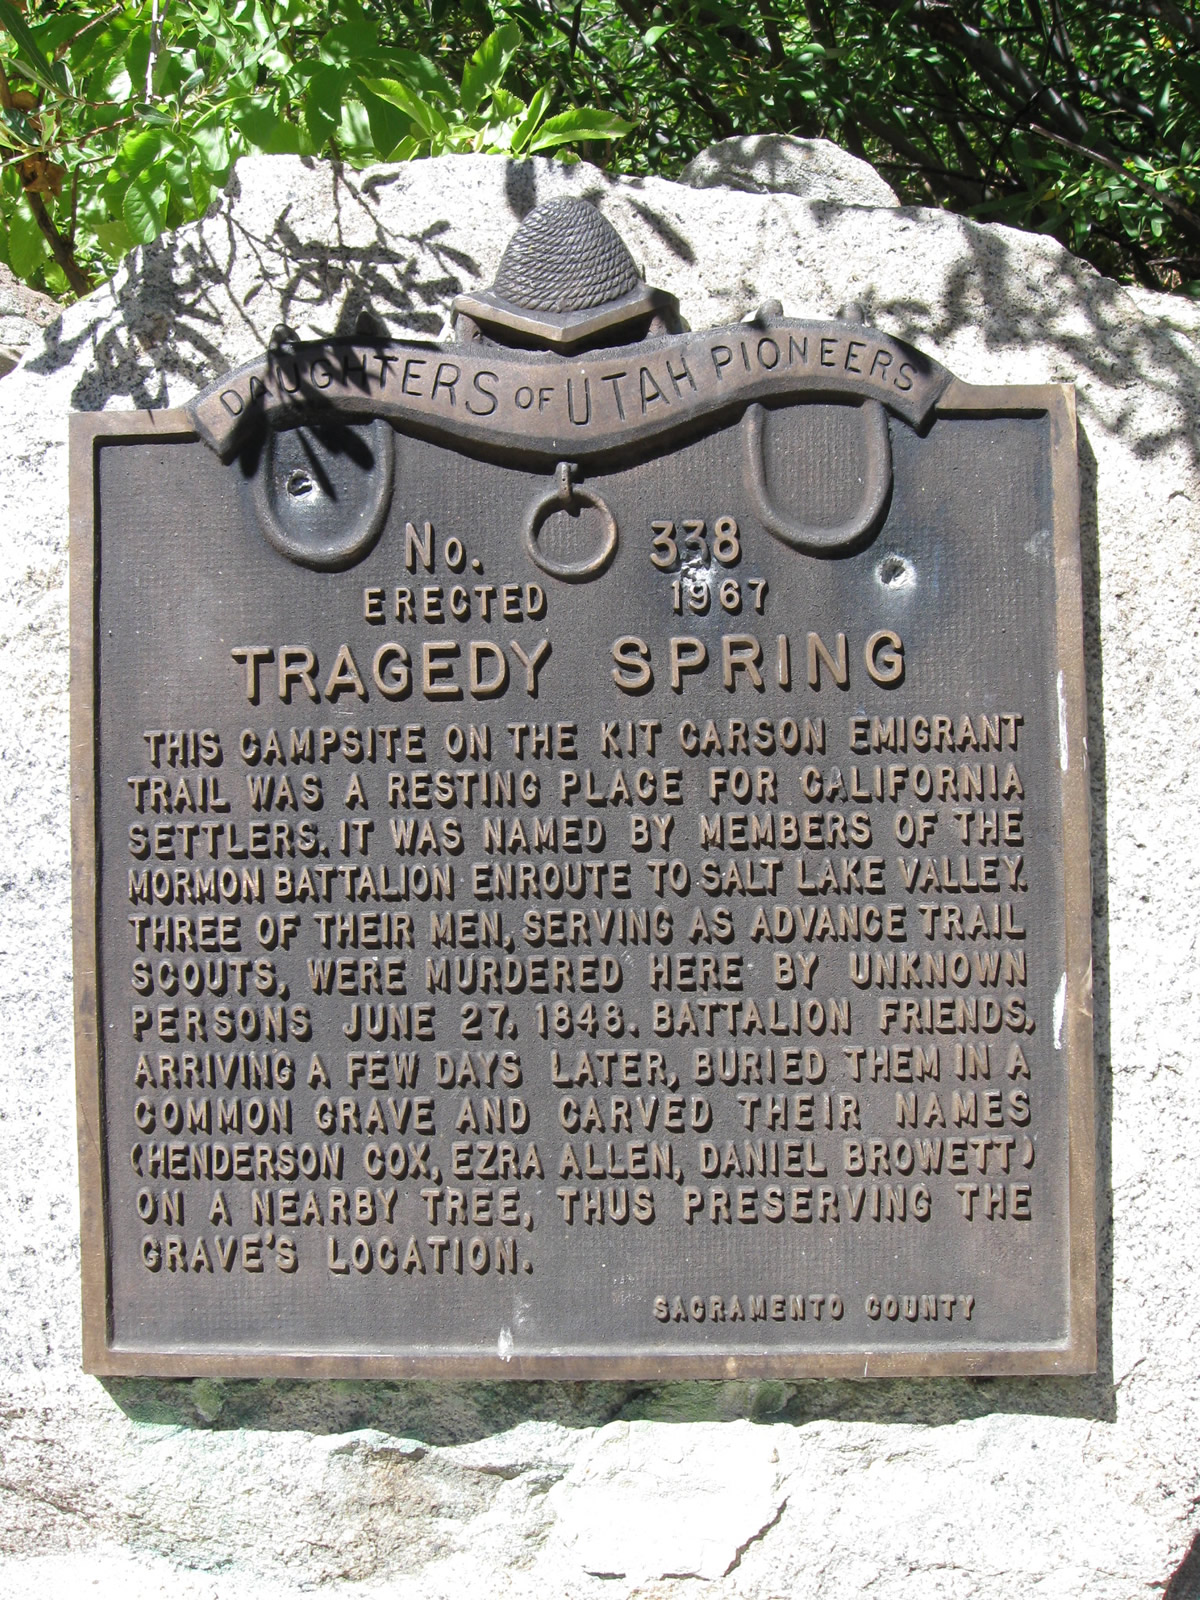 DAUGHTERS OF UTAH PIONEERS
No. 338
ERECTED 1967
TRAGEDY SPRING
THIS CAMPSITE ON THE KIT CARSON EMIGRANT
TRAIL WAS A RESTING PLACE FOR CALIFORNIA
SETTLERS. IT WAS NAMED BY MEMBERS OF THE
MORMON BATTALION ENROUTE TO SALT LAKE VALLEY.
THREE OF THEIR MEN, SERVING AS ADVANCE TRAIL
SCOUTS, WERE MURDERED HERE BY UNKNOWN
PERSONS JUNE 27, 1848. BATTALION FRIENDS,
ARRIVING A FEW DAYS LATER, BURIED THEM IN A
COMMON GRAVE AND CARVED THEIR NAMES
(HENDERSON COX, EZRA ALLEN, DANIEL BROWETT)
ON A NEARBY TREE, THUS PRESERVING THE
GRAVE'S LOCATION.
SACRAMENTO COUNTY